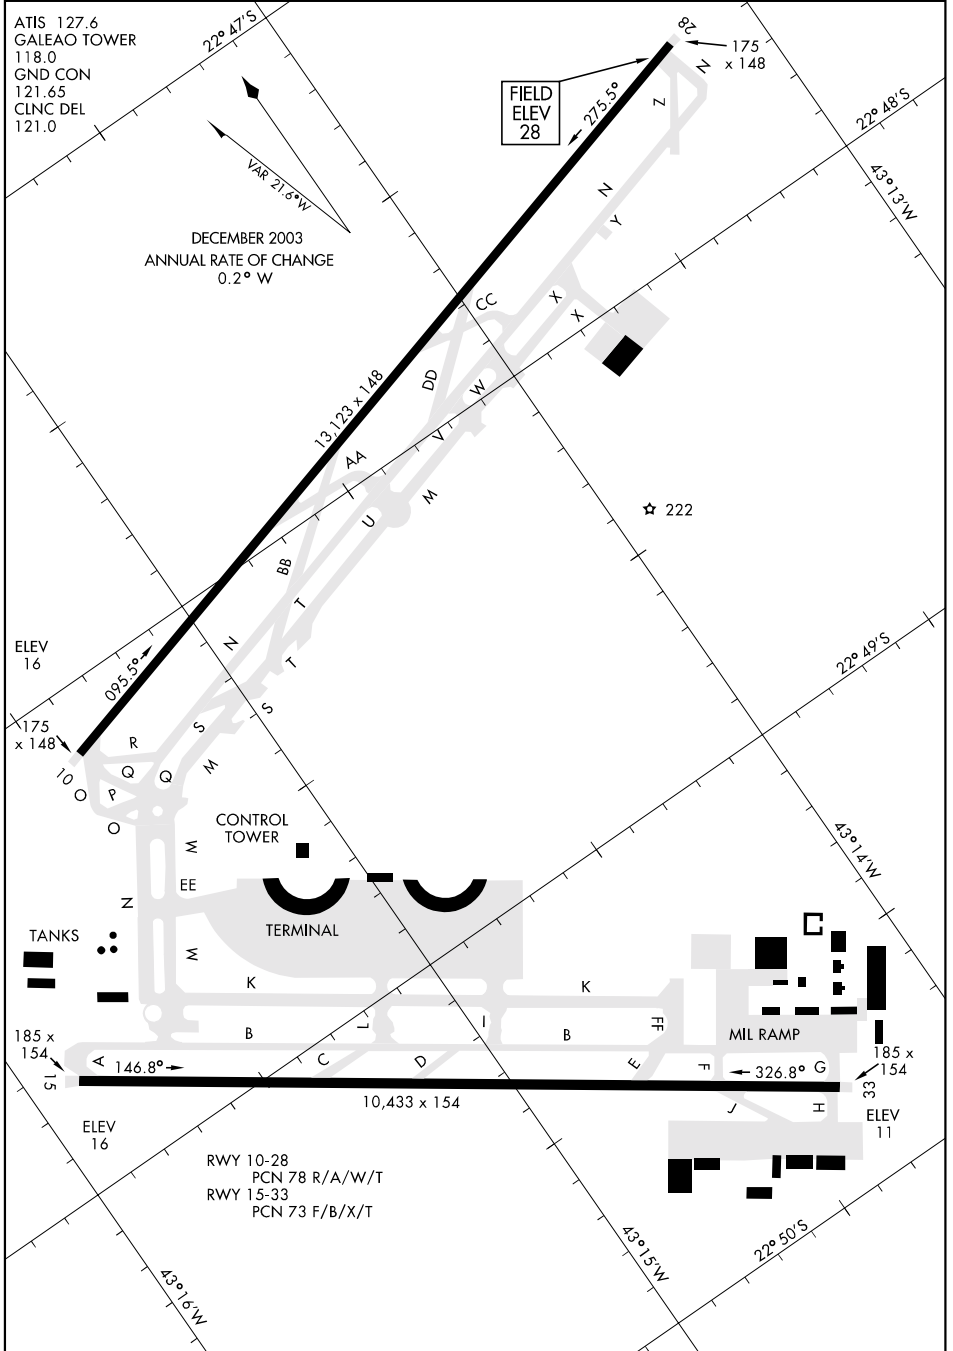 ATIS 127.6
GALEAO TOWER
118.0
GND CON
121.65
CLNC DEL
121.0
22° 47'S
28
175
x 148
FIELD
ELEV
28
275.5°
N
Z
22° 48'S
43° 13'W
VAR 21.6° W
DECEMBER 2003
ANNUAL RATE OF CHANGE
0.2° W
N
Y
X
X
CC
DD
W
13,123 x 148
V
AA
M
U
222
BB
T
T
N
ELEV
16
095.5°
22° 49'S
S
S
175
x 148
10
R
Q
Q
M
O
P
O
CONTROL
TOWER
M
EE
43° 14'W
N
TANKS
TERMINAL
M
K
K
B
L
I
B
FF
MIL RAMP
185 x
154
A
146.8°
C
D
E
F
326.8°
G
185 x
154
15
33
10,433 x 154
J
H
ELEV
16
ELEV
11
RWY 10-28
PCN 78 R/A/W/T
RWY 15-33
PCN 73 F/B/X/T
43° 16'W
43° 15'W
22° 50'S